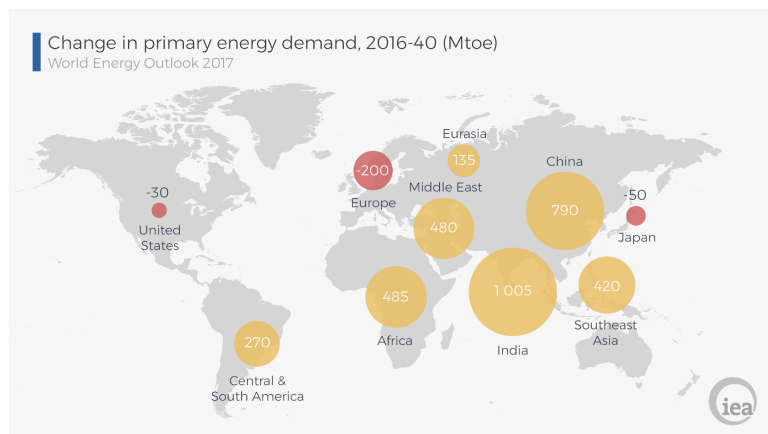 Change in primary energy demand, 2016-40 (Mtoe)
World Energy Outlook 2017
Eurasia
135
-200
Europe
Middle East
480
China
790
-50
Japan
-30
United
States
485
Africa
1 005
India
420
Southeast
Asia
270
Central &
South America
iea